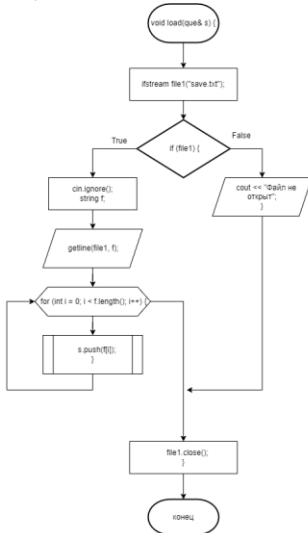 void load(que& s) {
ifstream file1("save.txt");
if (file1) {
True
False
cin.ignore();
string f;
cout << "Файл не
открыт";
}
getline(file1, f);
for (int i = 0; i < f.length(); i++) {
s.push(f[i]);
}
file1.close();
}
конец